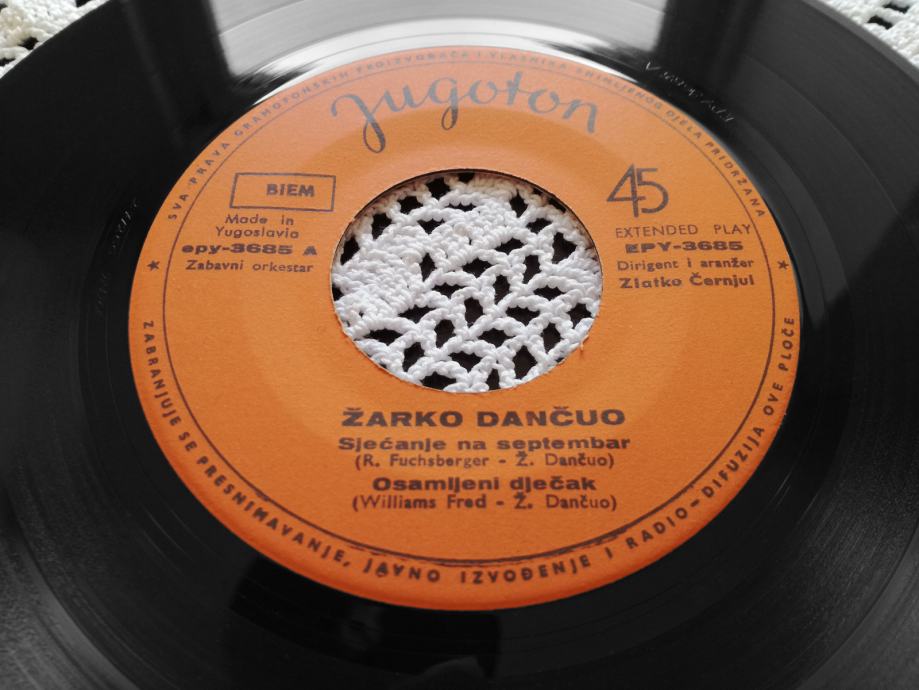 SVA PRAVA GRAMOFONSKIH PROIZVOĐAČA I VLASNIKA SNIMLJENOG DJELA PRIDRŽANA
Jugoton
BIEM
Made in
Yugoslavia
epy-3685 A
Zabavni orkestar
45
EXTENDED PLAY
EPY-3685
Dirigent i aranžer
Zlatko Černjul
ŽARKO DANČUO
Sjećanje na septembar
(R. Fuchsberger - Ž. Dančuo)
Osamljeni dječak
(Williams Fred - Ž. Dančuo)
ZABRANJUJE SE PRESNIMAVANJE, JAVNO IZVOĐENJE I RADIO-DIFUZIJA OVE PLOČE